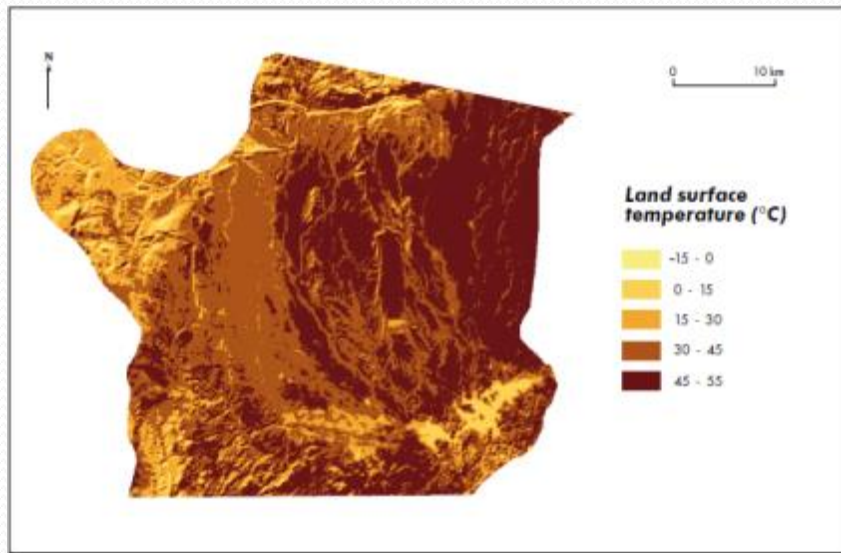 N
0 10 km
Land surface
temperature (°C)
-15 - 0
0 - 15
15 - 30
30 - 45
45 - 55